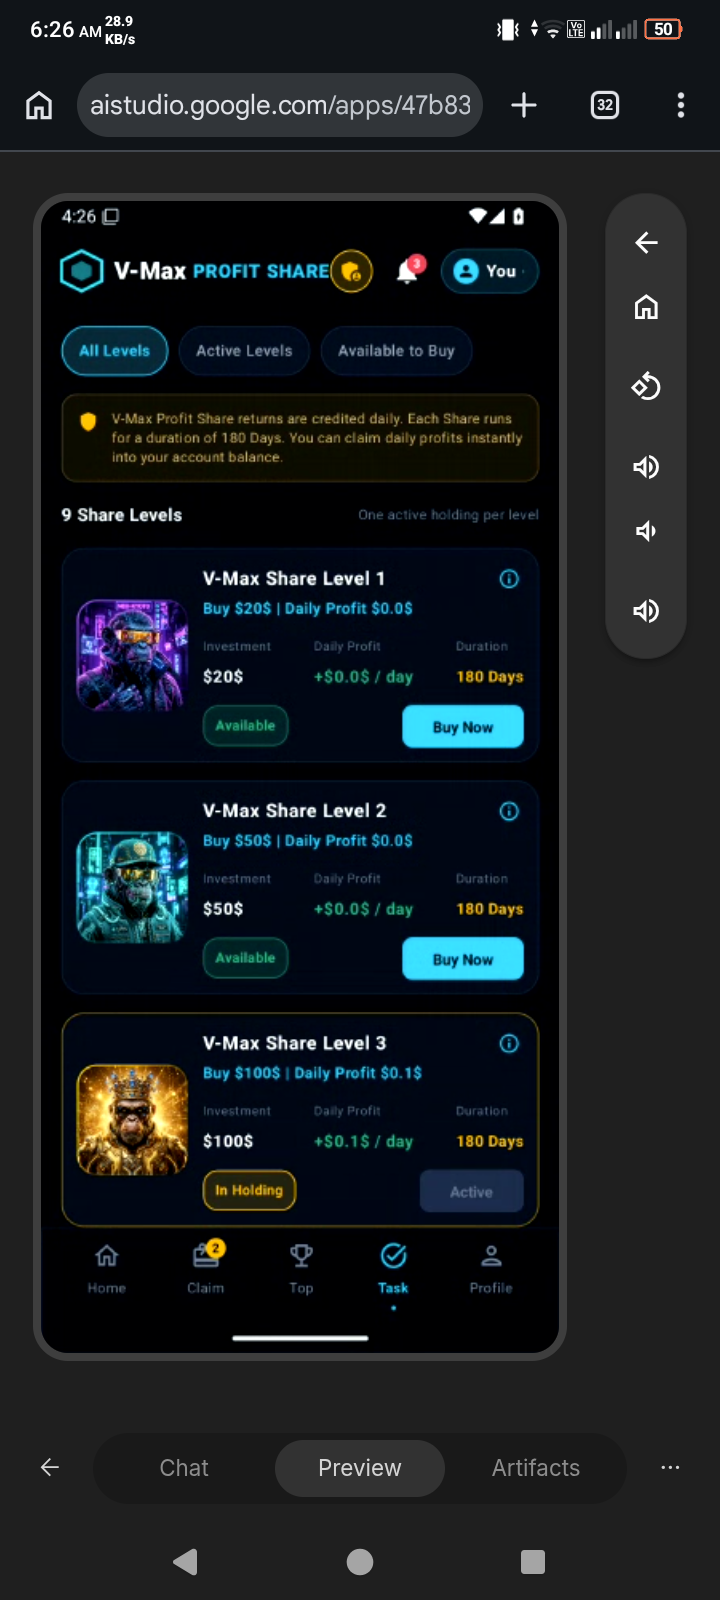 6:26 AM 28.9 KB/s
Vo LTE 50
aistudio.google.com/apps/47b83
32
4:26
V-Max PROFIT SHARE 3 You
All Levels Active Levels Available to Buy
V-Max Profit Share returns are credited daily. Each Share runs
for a duration of 180 Days. You can claim daily profits instantly
into your account balance.
9 Share Levels One active holding per level
V-Max Share Level 1
Buy $20$ | Daily Profit $0.0$
Investment Daily Profit Duration
$20$ +$0.0$ / day 180 Days
Available Buy Now
V-Max Share Level 2
Buy $50$ | Daily Profit $0.0$
Investment Daily Profit Duration
$50$ +$0.0$ / day 180 Days
Available Buy Now
V-Max Share Level 3
Buy $100$ | Daily Profit $0.1$
Investment Daily Profit Duration
$100$ +$0.1$ / day 180 Days
In Holding Active
2
Home Claim Top Task Profile
Chat Preview Artifacts